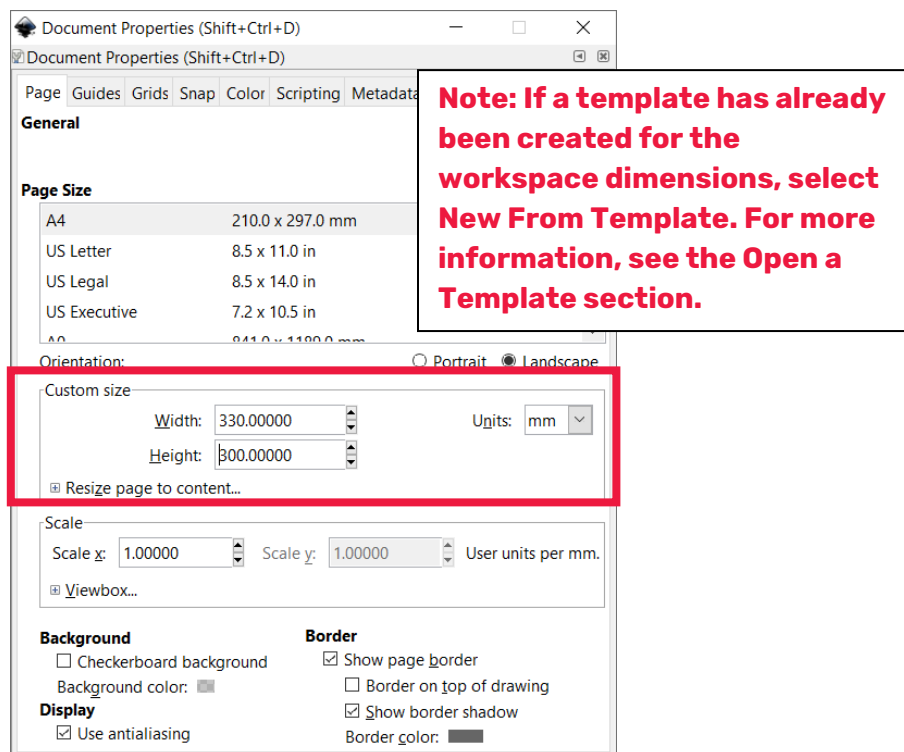 Document Properties (Shift+Ctrl+D)
Document Properties (Shift+Ctrl+D)
Page Guides Grids Snap Color Scripting Metadata
Note: If a template has already
been created for the
workspace dimensions, select
New From Template. For more
information, see the Open a
Template section.
General
Page Size
A4 210.0 x 297.0 mm
US Letter 8.5 x 11.0 in
US Legal 8.5 x 14.0 in
US Executive 7.2 x 10.5 in
A0 841.0 x 1189.0 mm
Orientation: Portrait Landscape
Custom size
Width: 330.00000 Units: mm
Height: 300.00000
Resize page to content...
Scale
Scale x: 1.00000 Scale y: 1.00000 User units per mm.
Viewbox...
Background Border
Checkerboard background Show page border
Background color: Border on top of drawing
Display Show border shadow
Use antialiasing Border color: